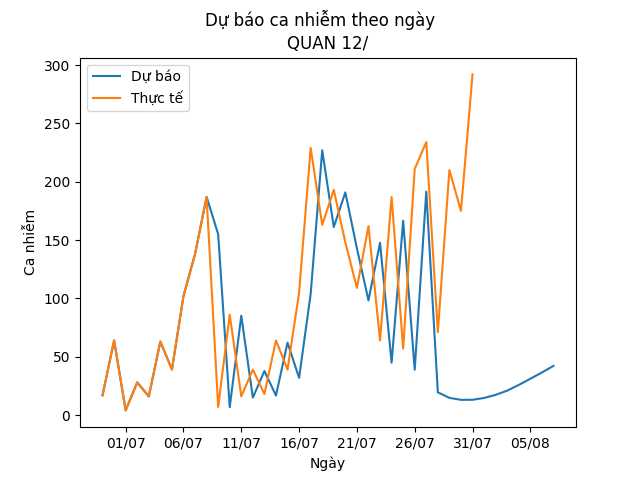 Dự báo ca nhiễm theo ngày
QUAN 12/
Dự báo
Thực tế
Ca nhiễm
300
250
200
150
100
50
0
01/07 06/07 11/07 16/07 21/07 26/07 31/07 05/08
Ngày